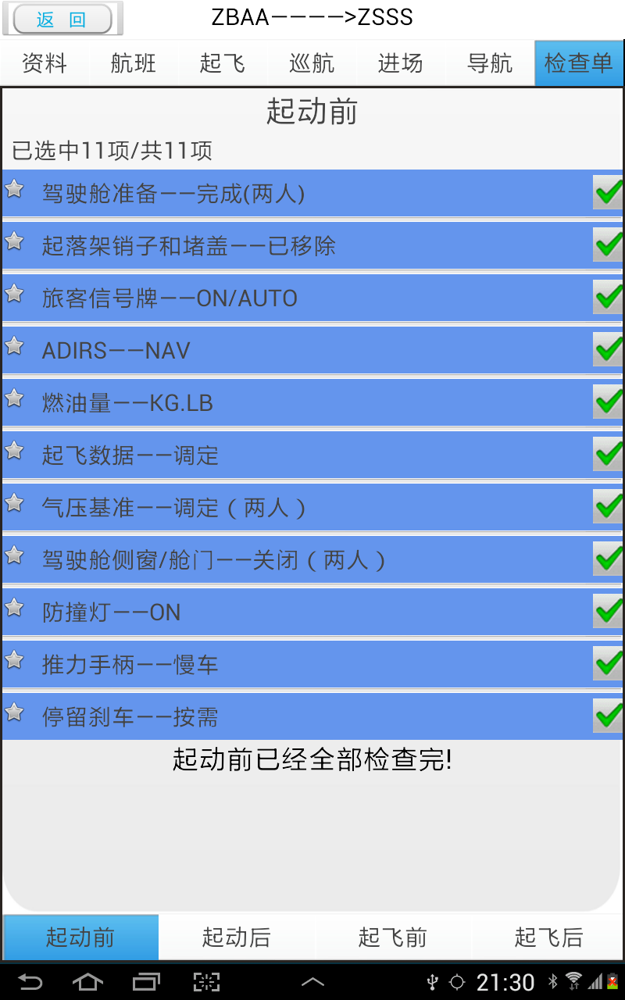 返 回
ZBAA－－－－>ZSSS
资料 航班 起飞 巡航 进场 导航 检查单
起动前
已选中11项/共11项
驾驶舱准备－－完成(两人)
起落架销子和堵盖－－已移除
旅客信号牌－－ON/AUTO
ADIRS－－NAV
燃油量－－KG.LB
起飞数据－－调定
气压基准－－调定（两人）
驾驶舱侧窗/舱门－－关闭（两人）
防撞灯－－ON
推力手柄－－慢车
停留刹车－－按需
起动前已经全部检查完!
起动前 起动后 起飞前 起飞后
21:30